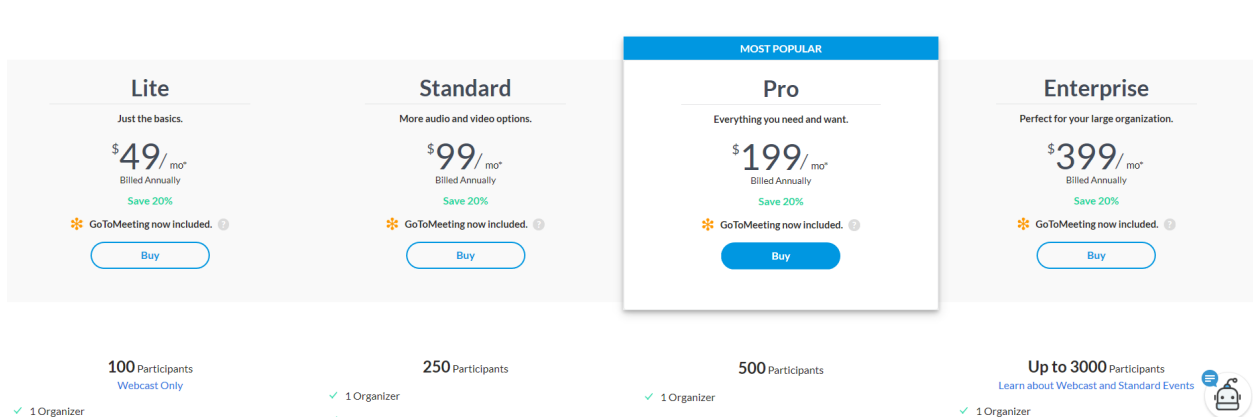 MOST POPULAR
Lite
Just the basics.
$49/ mo*
Billed Annually
Save 20%
GoToMeeting now included. ?
Buy
100 Participants
Webcast Only
1 Organizer
Standard
More audio and video options.
$99/ mo*
Billed Annually
Save 20%
GoToMeeting now included. ?
Buy
250 Participants
1 Organizer
Pro
Everything you need and want.
$199/ mo*
Billed Annually
Save 20%
GoToMeeting now included. ?
Buy
500 Participants
1 Organizer
Enterprise
Perfect for your large organization.
$399/ mo*
Billed Annually
Save 20%
GoToMeeting now included. ?
Buy
Up to 3000 Participants
Learn about Webcast and Standard Events
1 Organizer